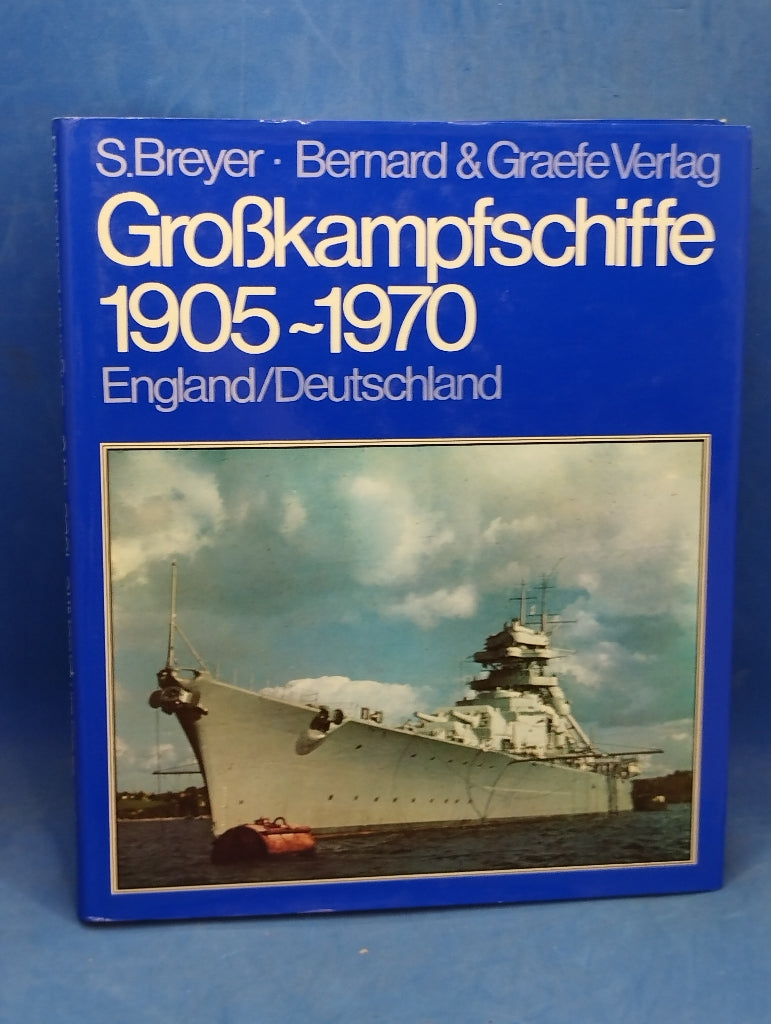 S.Breyer · Bernard & Graefe Verlag
Großkampfschiffe
1905~1970
England/Deutschland